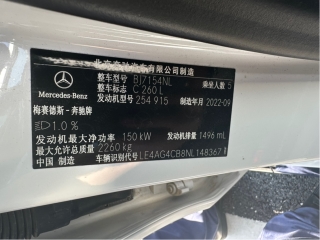 北京奔驰汽车有限公司制造
Mercedes-Benz
整车型号 BJ7154NL 乘坐人数 5
整车标志 C 260 L
发动机型号 254 915 制造年月 2022-09
梅赛德斯-奔驰牌
1.0 %
发动机最大净功率 150 kW 发动机排量 1496 mL
最大允许总质量 2260 kg
中国 制造 车辆识别代号 LE4AG4CB8NL148367